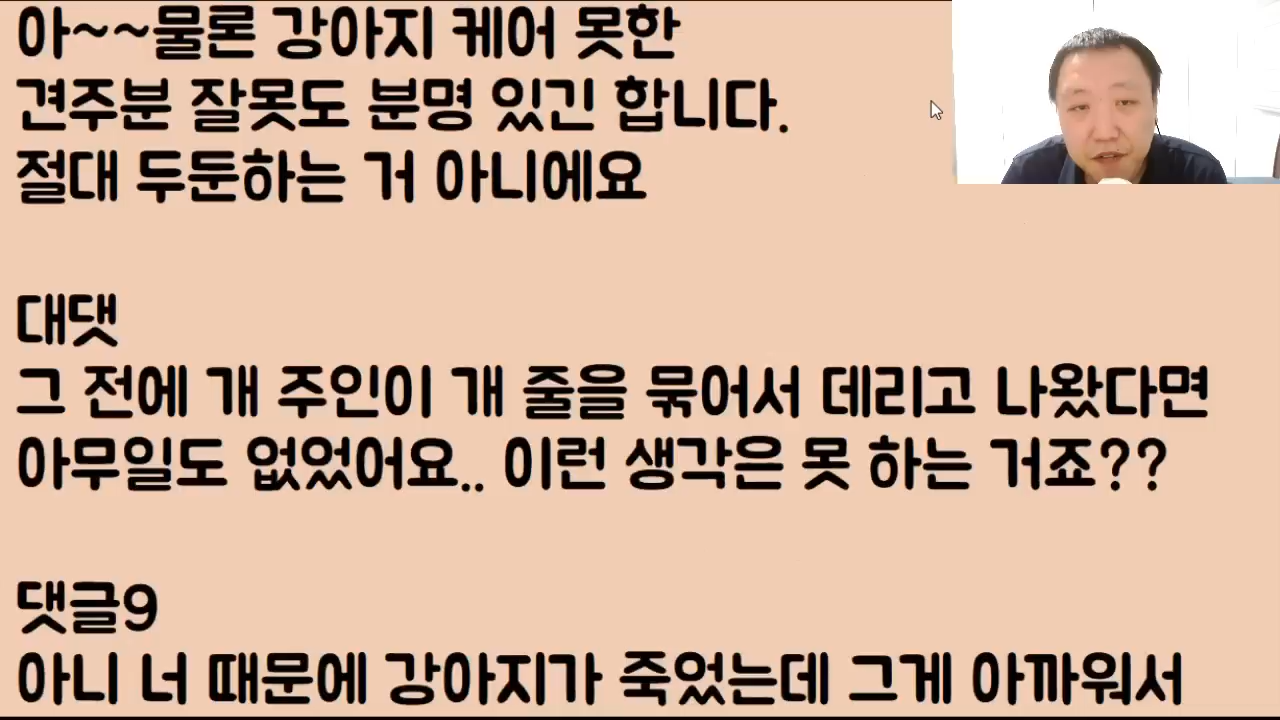 아~~물론 강아지 케어 못한
견주분 잘못도 분명 있긴 합니다.
절대 두둔하는 거 아니에요
대댓
그 전에 개 주인이 개 줄을 묶어서 데리고 나왔다면
아무일도 없었어요.. 이런 생각은 못 하는 거죠??
댓글9
아니 너 때문에 강아지가 죽었는데 그게 아까워서